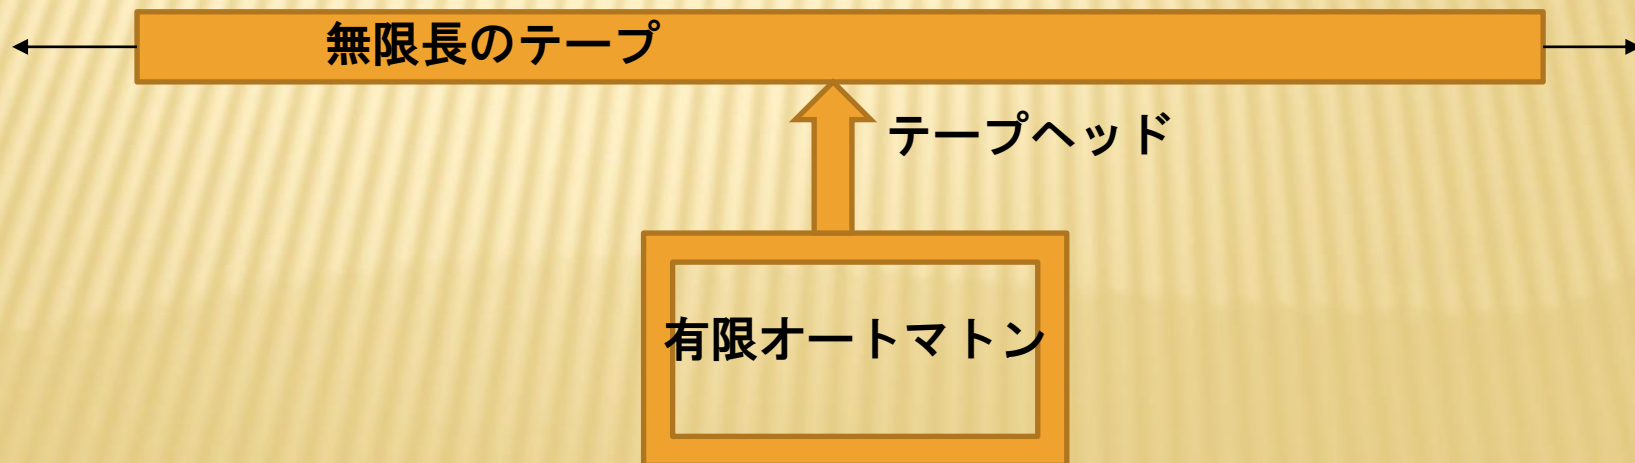 無限長のテープ
テープヘッド
有限オートマトン